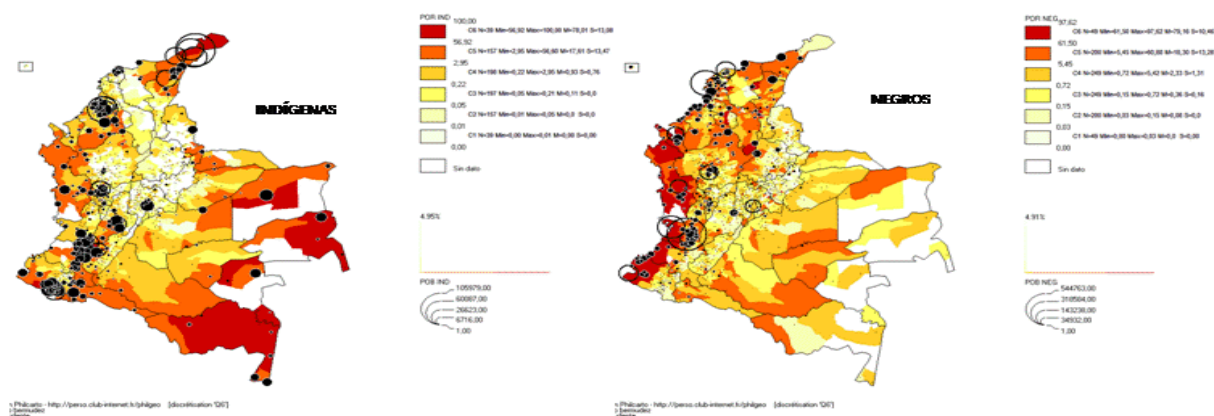 INDÍGENAS
POR IND
100,00
C6 N=39 Min=56,92 Max=100,00 M=78,01 S=13,08
56,92
C5 N=157 Min=2,95 Max=56,60 M=17,61 S=13,47
2,95
C4 N=198 Min=0,22 Max=2,95 M=0,93 S=0,76
0,22
C3 N=197 Min=0,05 Max=0,21 M=0,11 S=0,0
0,05
C2 N=157 Min=0,01 Max=0,05 M=0,0 S=0,0
0,01
C1 N=39 Min=0,00 Max=0,01 M=0,00 S=0,00
0,00
Sin dato
4.95%
POB IND
105979,00
60087,00
26623,00
6716,00
1,00
Philcarto - http://perso.club-internet.fr/philgeo [discrétisation 'Q6']
bermudez
NEGROS
POR NEG
97,62
C6 N=49 Min=61,50 Max=97,62 M=79,16 S=10,46
61,50
C5 N=200 Min=5,45 Max=60,88 M=18,30 S=13,28
5,45
C4 N=249 Min=0,72 Max=5,42 M=2,33 S=1,31
0,72
C3 N=249 Min=0,15 Max=0,72 M=0,36 S=0,16
0,15
C2 N=200 Min=0,03 Max=0,15 M=0,08 S=0,0
0,03
C1 N=49 Min=0,00 Max=0,03 M=0,0 S=0,00
0,00
Sin dato
4.91%
POB NEG
544763,00
310504,00
143238,00
34932,00
1,00
Philcarto - http://perso.club-internet.fr/philgeo [discrétisation 'Q6']
bermudez